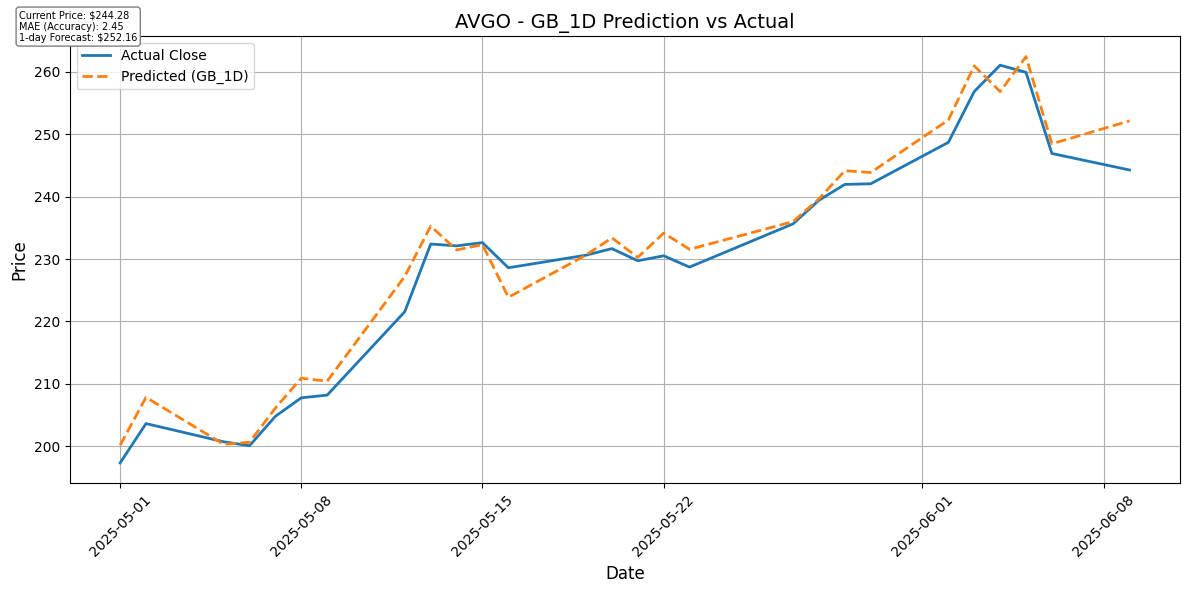 Current Price: $244.28
MAE (Accuracy): 2.45
1-day Forecast: $252.16
AVGO - GB_1D Prediction vs Actual
Actual Close
Predicted (GB_1D)
Price
260
250
240
230
220
210
200
2025-05-01
2025-05-08
2025-05-15
2025-05-22
2025-06-01
2025-06-08
Date